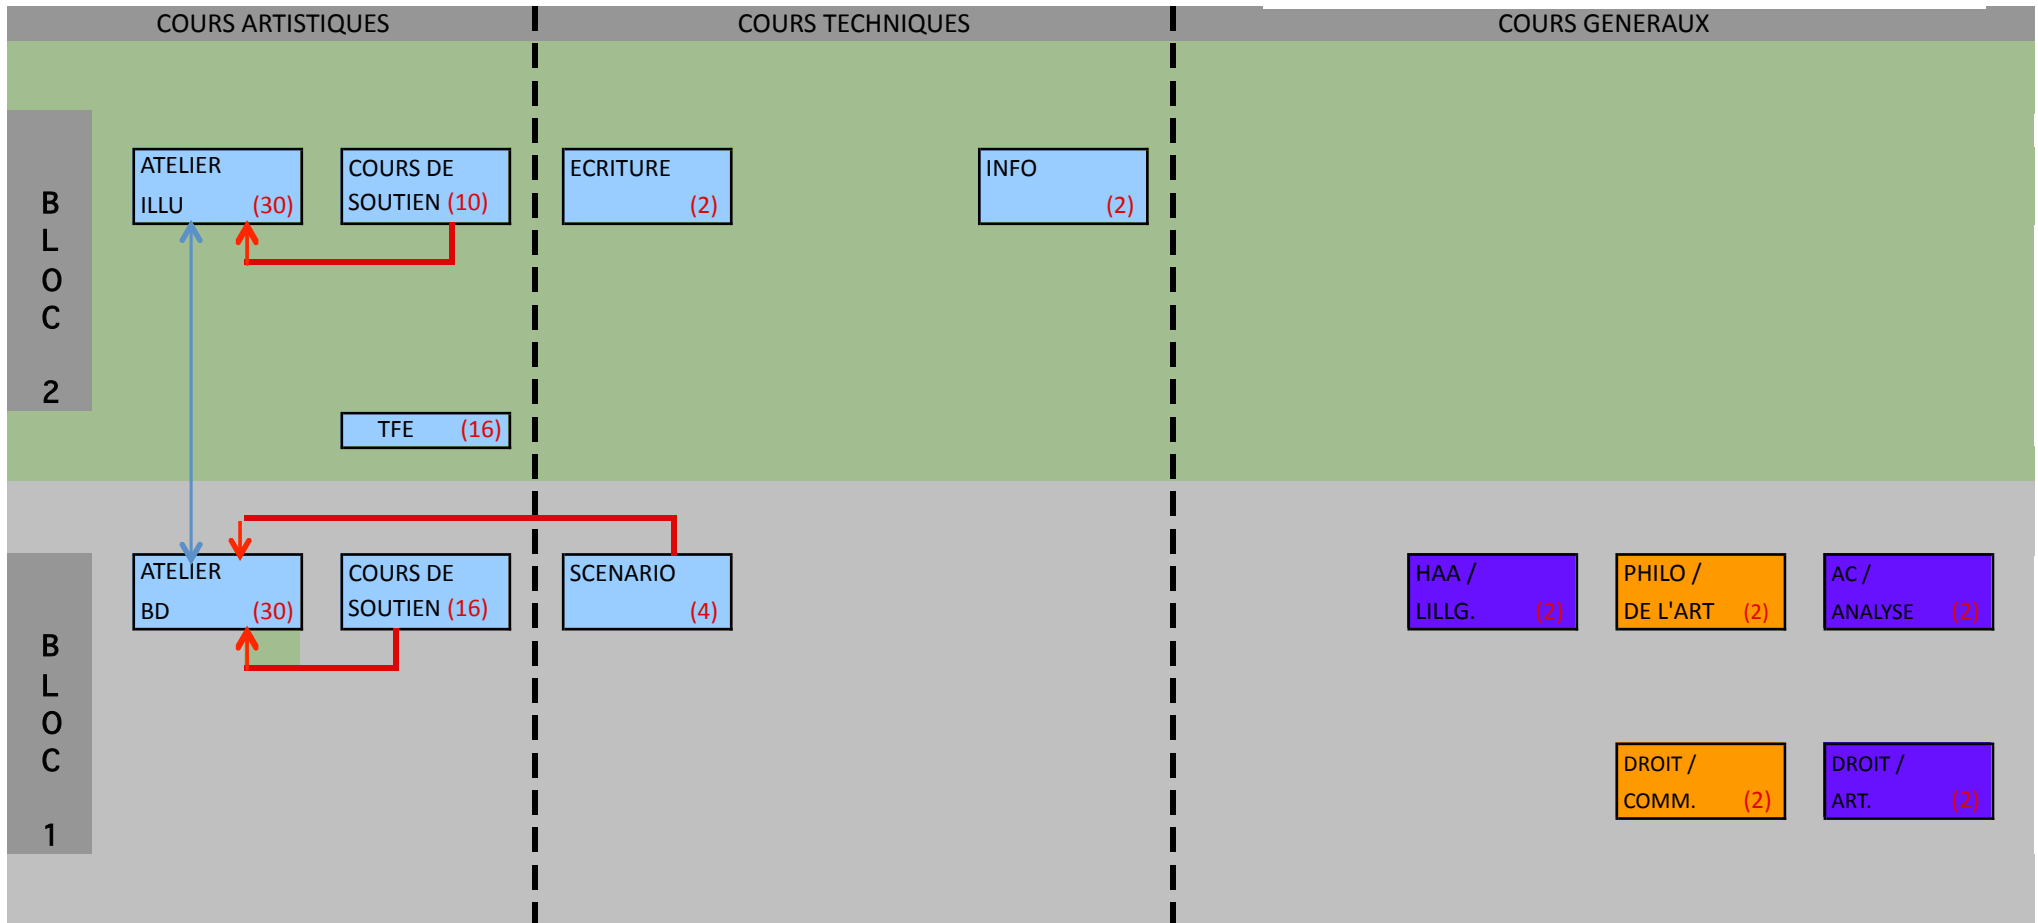 COURS ARTISTIQUES
COURS TECHNIQUES
COURS GENERAUX
B
L
O
C
2
ATELIER
ILLU (30)
COURS DE
SOUTIEN (10)
ECRITURE
(2)
INFO
(2)
TFE (16)
B
L
O
C
1
ATELIER
BD (30)
COURS DE
SOUTIEN (16)
SCENARIO
(4)
HAA /
LILLG. (2)
PHILO /
DE L'ART (2)
AC /
ANALYSE (2)
DROIT /
COMM. (2)
DROIT /
ART. (2)